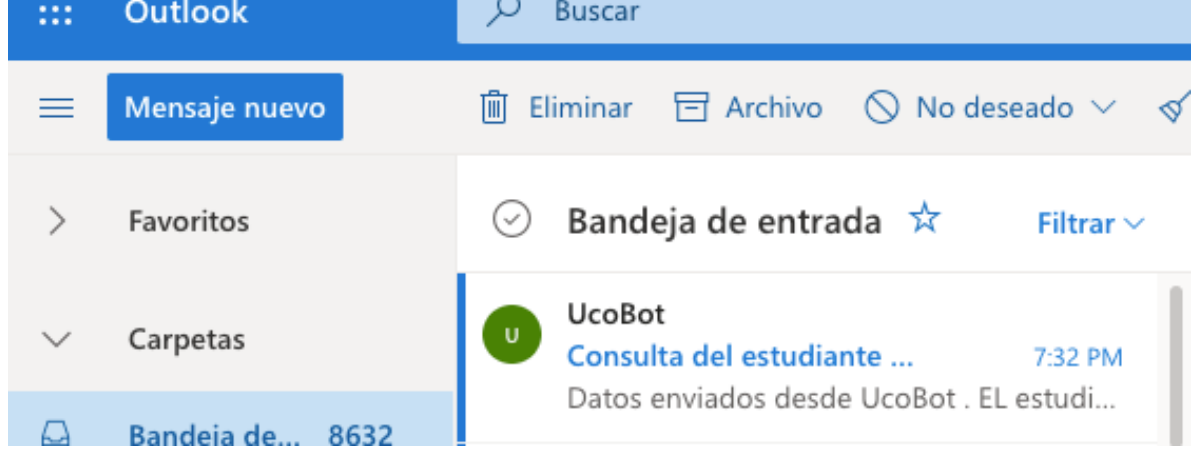 Outlook
Buscar
Mensaje nuevo
Eliminar
Archivo
No deseado
Favoritos
Carpetas
Bandeja de... 8632
Bandeja de entrada
Filtrar
U
UcoBot
Consulta del estudiante ...
7:32 PM
Datos enviados desde UcoBot . EL estudi...